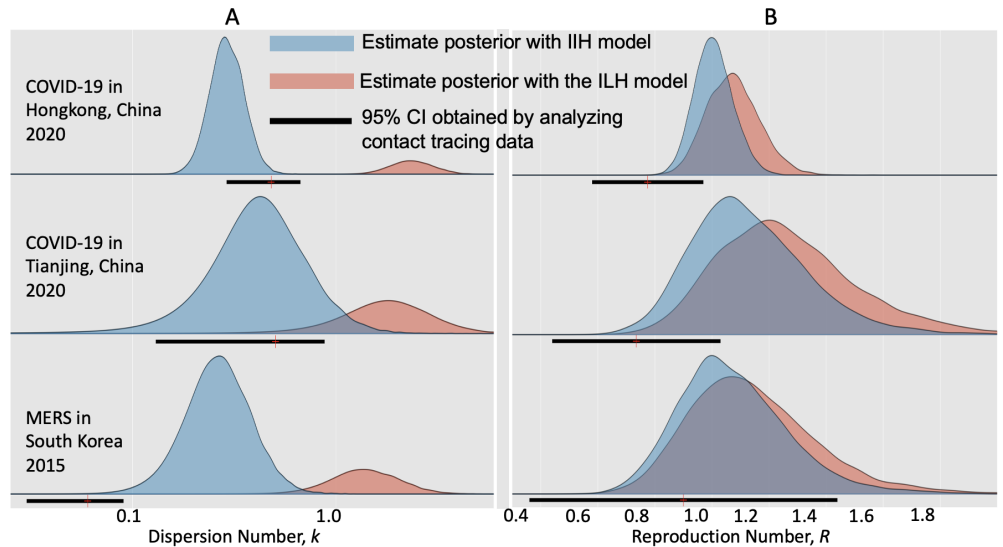 A
B
Estimate posterior with IIH model
Estimate posterior with the ILH model
95% CI obtained by analyzing
contact tracing data
COVID-19 in
Hongkong, China
2020
COVID-19 in
Tianjing, China
2020
MERS in
South Korea
2015
0.1 1.0
Dispersion Number, k
0.4 0.6 0.8 1.0 1.2 1.4 1.6 1.8
Reproduction Number, R